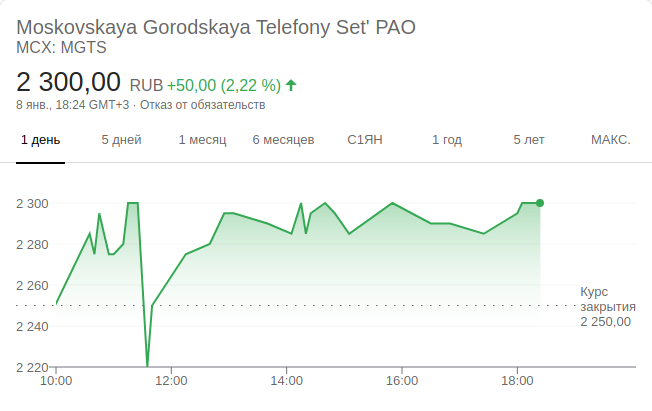 Moskovskaya Gorodskaya Telefony Set' PAO
MCX: MGTS
2 300,00 RUB +50,00 (2,22 %)
8 янв., 18:24 GMT+3 · Отказ от обязательств
1 день 5 дней 1 месяц 6 месяцев С1ЯН 1 год 5 лет МАКС.
2 300
2 280
2 260
Курс
закрытия
2 250,00
2 240
2 220
10:00 12:00 14:00 16:00 18:00